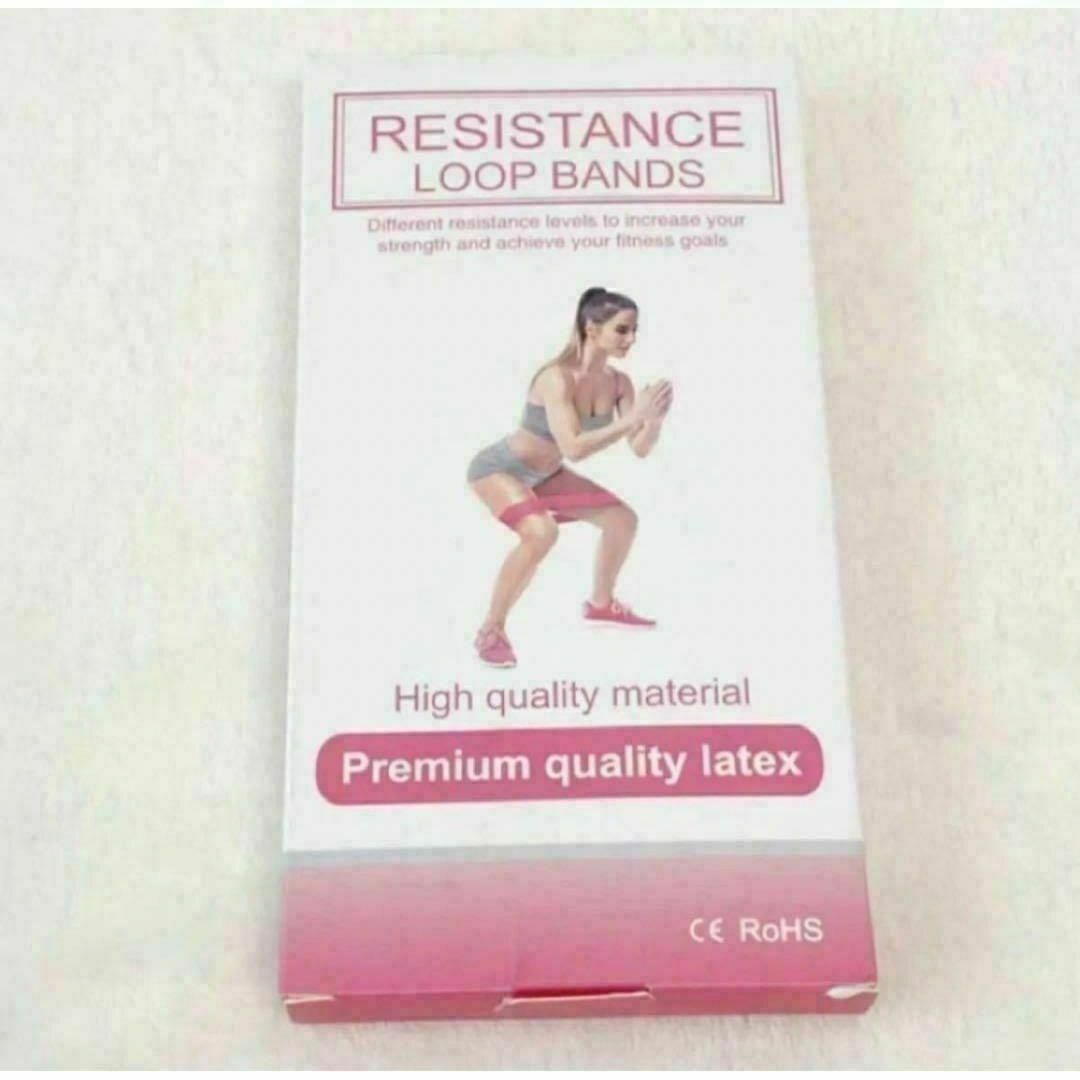 RESISTANCE
LOOP BANDS
Different resistance levels to increase your
strength and achieve your fitness goals
High quality material
Premium quality latex
CE RoHS